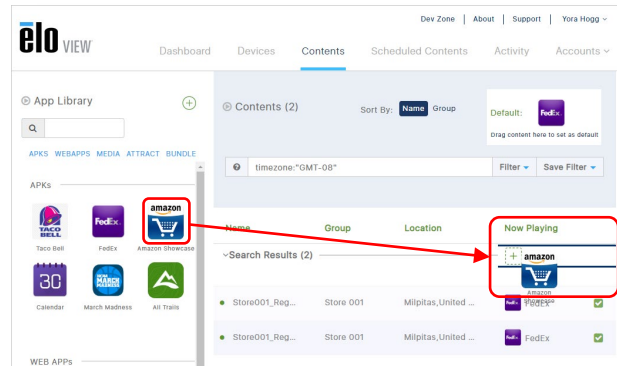 Dev Zone | About | Support | Yora Hogg
elo VIEW
Dashboard Devices Contents Scheduled Contents Activity Accounts
App Library
Contents (2) Sort By: Name Group
Default: FedEx
Drag content here to set as default
APKS WEBAPPS MEDIA ATTRACT BUNDLE
timezone:"GMT-08" Filter Save Filter
APKs
TACO BELL
FedEx
amazon
Taco Bell FedEx Amazon Showcase
Name Group Location Now Playing
Search Results (2)
+ amazon
Amazon Showcase
30
MARCH MADNESS
Calendar March Madness All Trails
Store001_Reg... Store 001 Milpitas,United ... FedEx FedEx
Store001_Reg... Store 001 Milpitas,United ... FedEx FedEx
WEB APPs